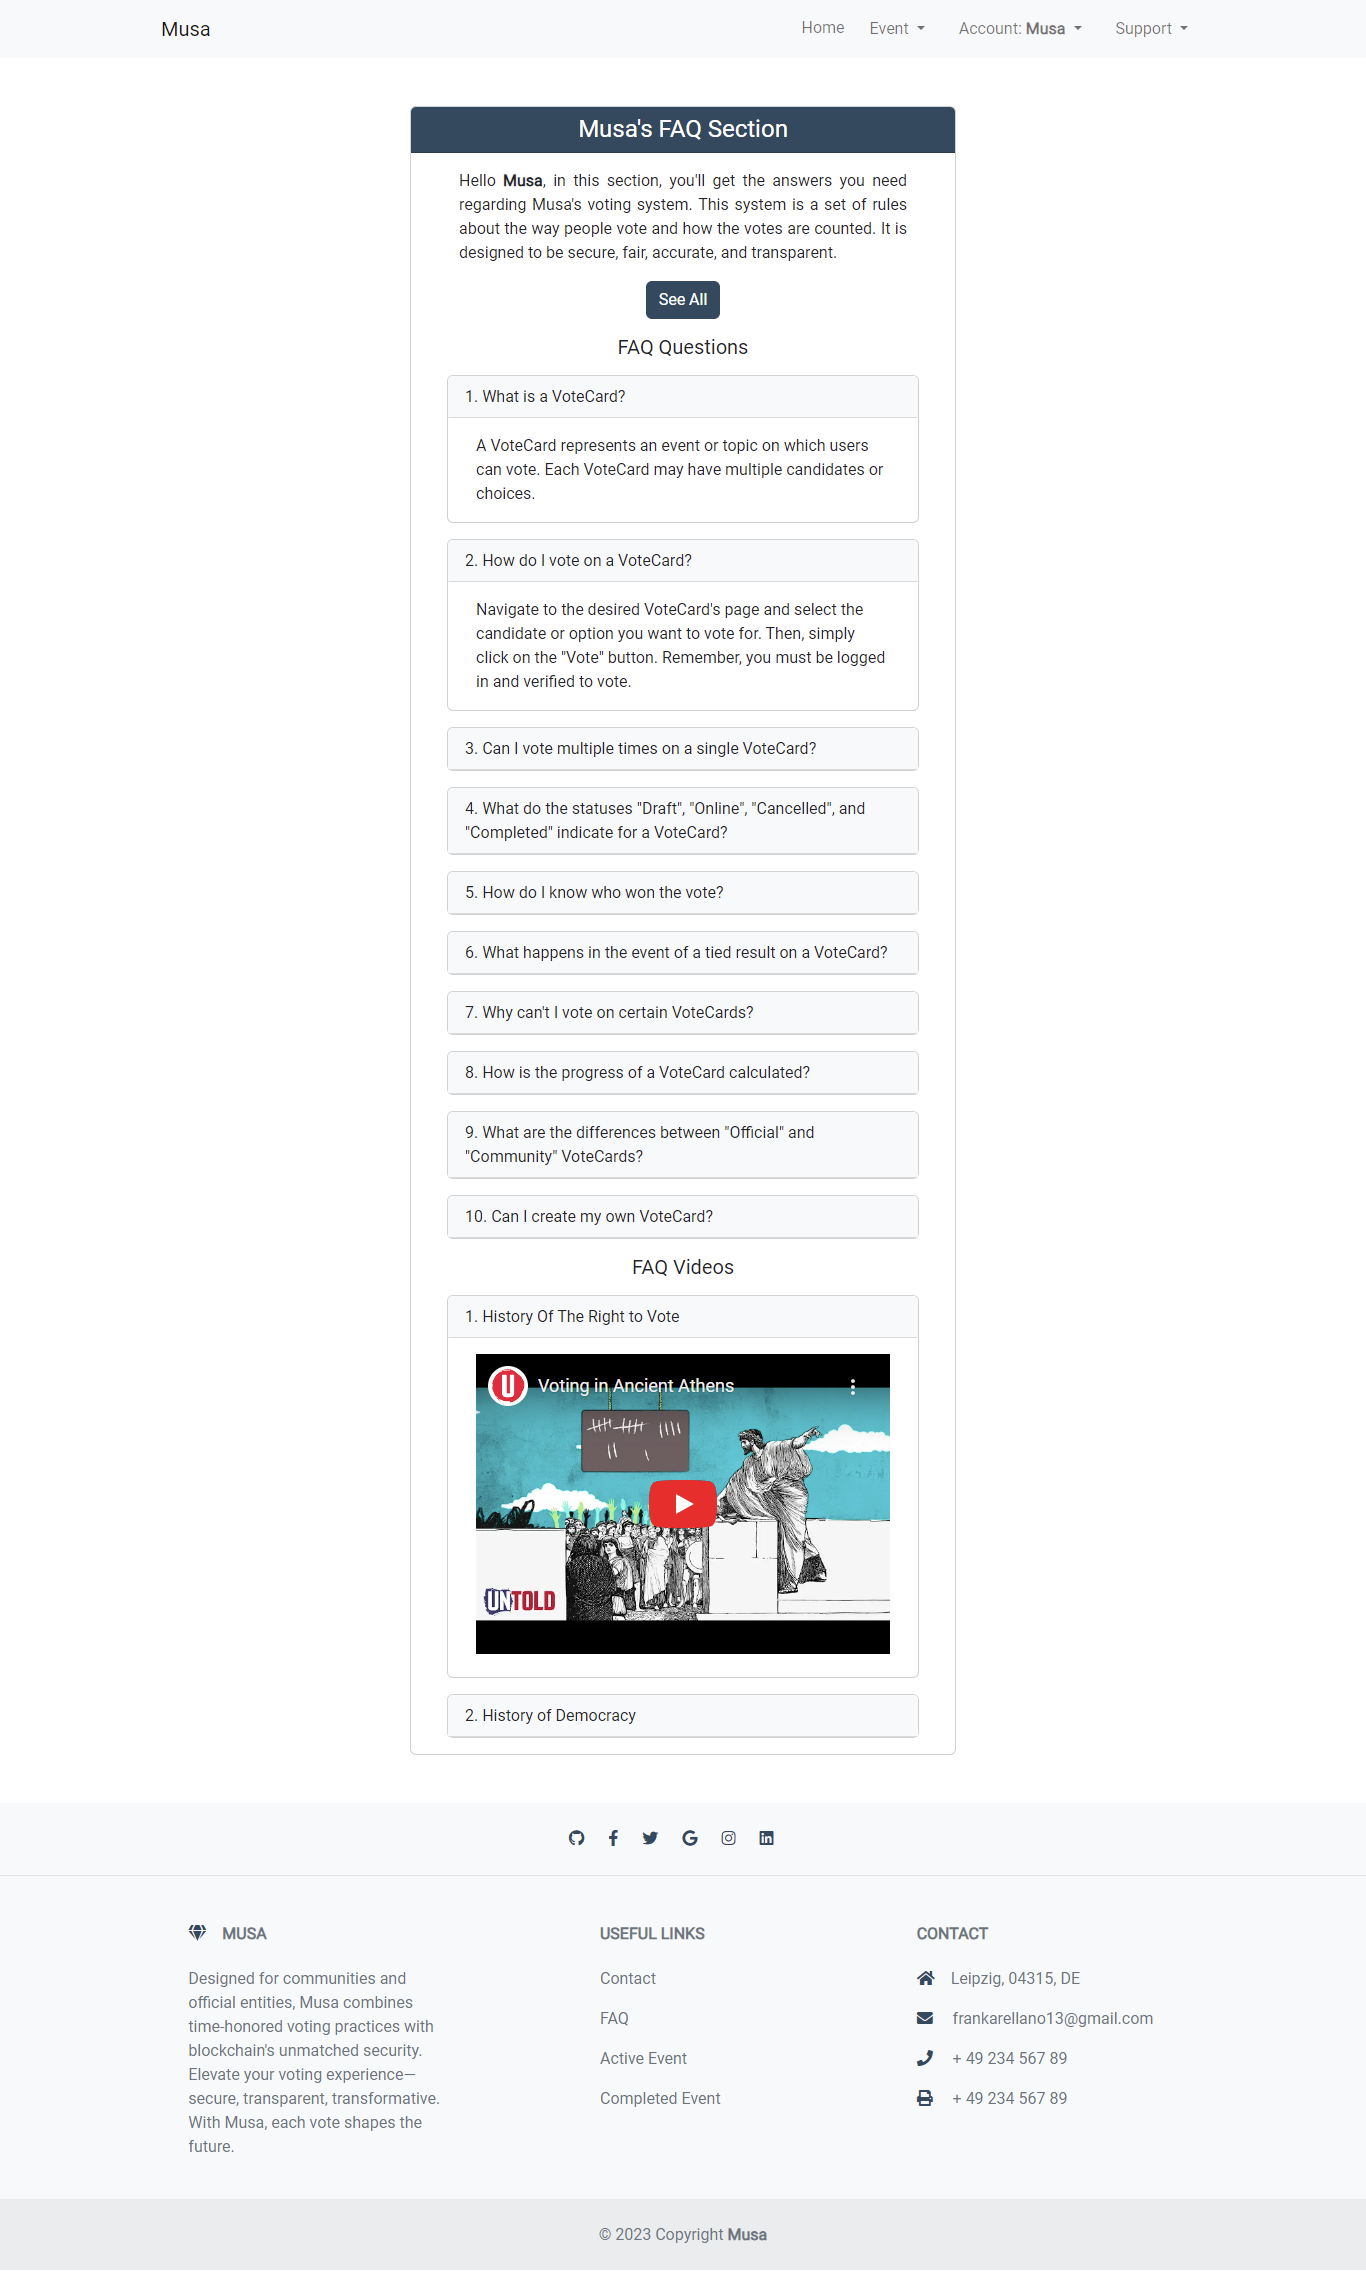 Musa
Home Event Account: Musa Support
Musa's FAQ Section
Hello Musa, in this section, you'll get the answers you need
regarding Musa's voting system. This system is a set of rules
about the way people vote and how the votes are counted. It is
designed to be secure, fair, accurate, and transparent.
See All
FAQ Questions
1. What is a VoteCard?
A VoteCard represents an event or topic on which users
can vote. Each VoteCard may have multiple candidates or
choices.
2. How do I vote on a VoteCard?
Navigate to the desired VoteCard's page and select the
candidate or option you want to vote for. Then, simply
click on the "Vote" button. Remember, you must be logged
in and verified to vote.
3. Can I vote multiple times on a single VoteCard?
4. What do the statuses "Draft", "Online", "Cancelled", and
"Completed" indicate for a VoteCard?
5. How do I know who won the vote?
6. What happens in the event of a tied result on a VoteCard?
7. Why can't I vote on certain VoteCards?
8. How is the progress of a VoteCard calculated?
9. What are the differences between "Official" and
"Community" VoteCards?
10. Can I create my own VoteCard?
FAQ Videos
1. History Of The Right to Vote
U Voting in Ancient Athens
UNTOLD
2. History of Democracy
MUSA
Designed for communities and
official entities, Musa combines
time-honored voting practices with
blockchain's unmatched security.
Elevate your voting experience—
secure, transparent, transformative.
With Musa, each vote shapes the
future.
USEFUL LINKS
Contact
FAQ
Active Event
Completed Event
CONTACT
Leipzig, 04315, DE
frankarellano13@gmail.com
+ 49 234 567 89
+ 49 234 567 89
© 2023 Copyright Musa